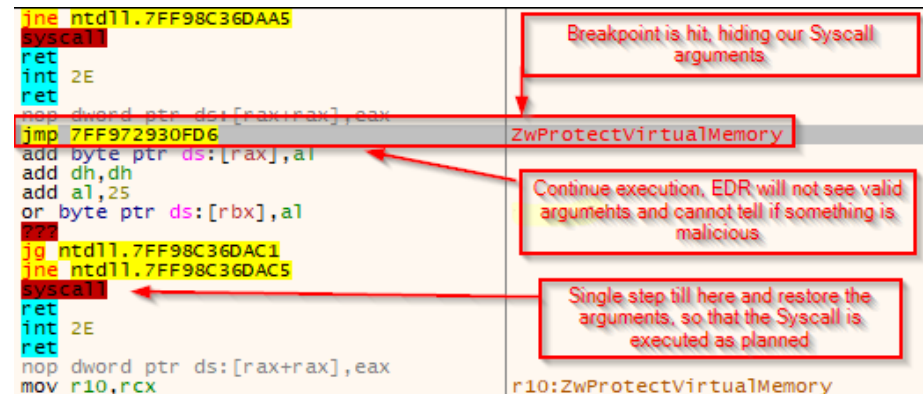 jne ntdll.7FF98C36DAA5
syscall
ret
int 2E
ret
nop dword ptr ds:[rax+rax],eax
jmp 7FF972930FD6
ZwProtectVirtualMemory
add byte ptr ds:[rax],al
add dh,dh
add al,25
or byte ptr ds:[rbx],al
???
jg ntdll.7FF98C36DAC1
jne ntdll.7FF98C36DAC5
syscall
ret
int 2E
ret
nop dword ptr ds:[rax+rax],eax
mov r10,rcx
r10:ZwProtectVirtualMemory
Breakpoint is hit, hiding our Syscall
arguments
Continue execution, EDR will not see valid
arguments and cannot tell if something is
malicious
Single step till here and restore the
arguments, so that the Syscall is
executed as planned